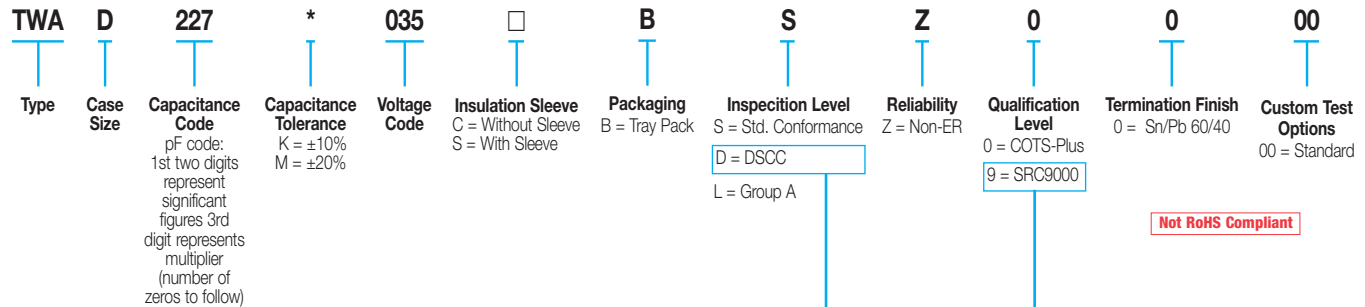 TWA D 227 * 035 □ B S Z 0 0 00
Type
Case
Size
Capacitance
Code
pF code:
1st two digits
represent
significant
figures 3rd
digit represents
multiplier
(number of
zeros to follow)
Capacitance
Tolerance
K = ±10%
M = ±20%
Voltage
Code
Insulation Sleeve
C = Without Sleeve
S = With Sleeve
Packaging
B = Tray Pack
Inspecition Level
S = Std. Conformance
D = DSCC
L = Group A
Reliability
Z = Non-ER
Qualification
Level
0 = COTS-Plus
9 = SRC9000
Termination Finish
0 = Sn/Pb 60/40
Custom Test
Options
00 = Standard
Not RoHS Compliant